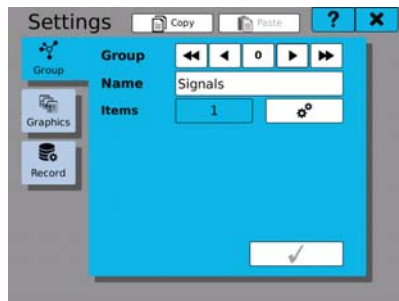 Settings
Copy
Paste
?
Group
Graphics
Record
Group
0
Name
Signals
Items
1